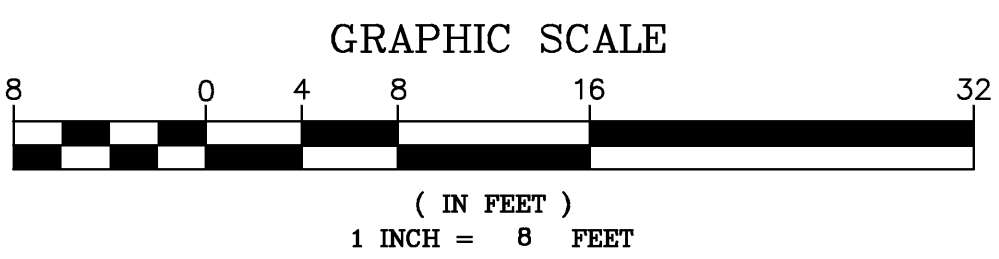 GRAPHIC SCALE
8 0 4 8 16 32
( IN FEET )
1 INCH = 8 FEET